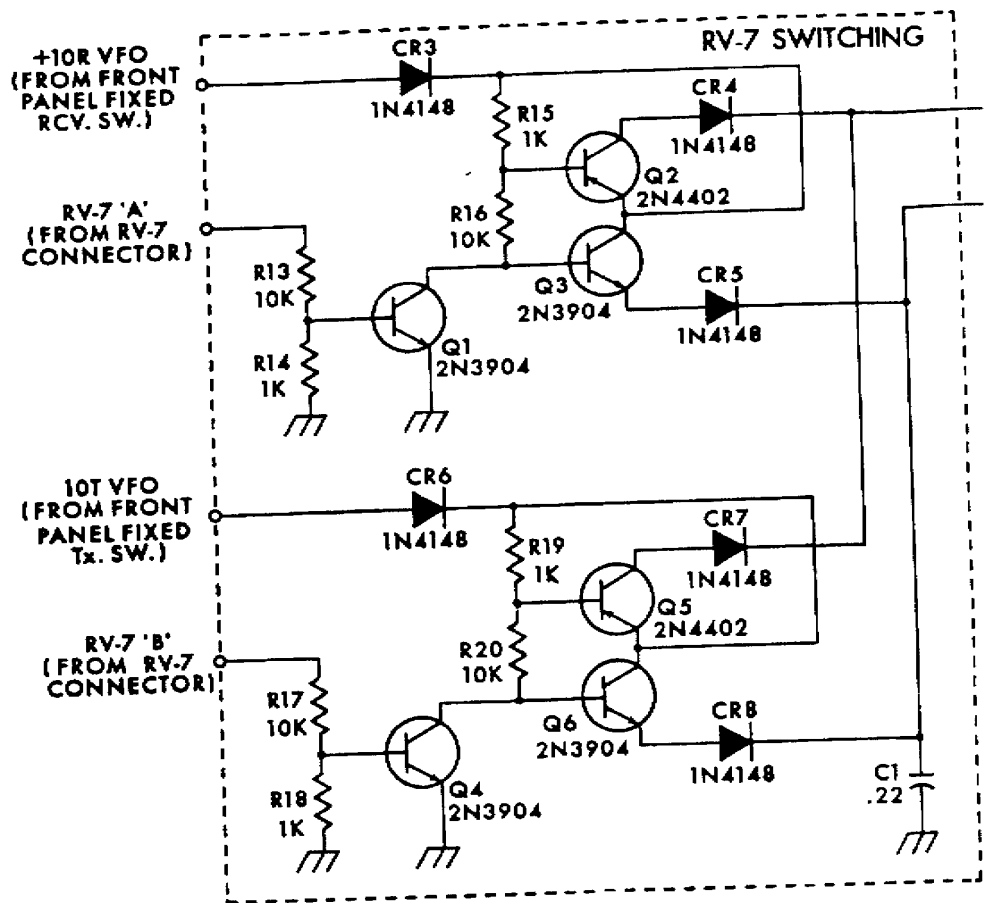 RV-7 SWITCHING
+10R VFO
(FROM FRONT
PANEL FIXED
RCV. SW.)
CR3
1N4148
CR4
1N4148
R15
1K
Q2
2N4402
RV-7 'A'
(FROM RV-7
CONNECTOR)
R16
10K
R13
10K
Q3
2N3904
CR5
1N4148
R14
1K
Q1
2N3904
10T VFO
(FROM FRONT
PANEL FIXED
Tx. SW.)
CR6
1N4148
CR7
1N4148
R19
1K
Q5
2N4402
RV-7 'B'
(FROM RV-7
CONNECTOR)
R20
10K
R17
10K
Q6
2N3904
CR8
1N4148
R18
1K
Q4
2N3904
C1
.22